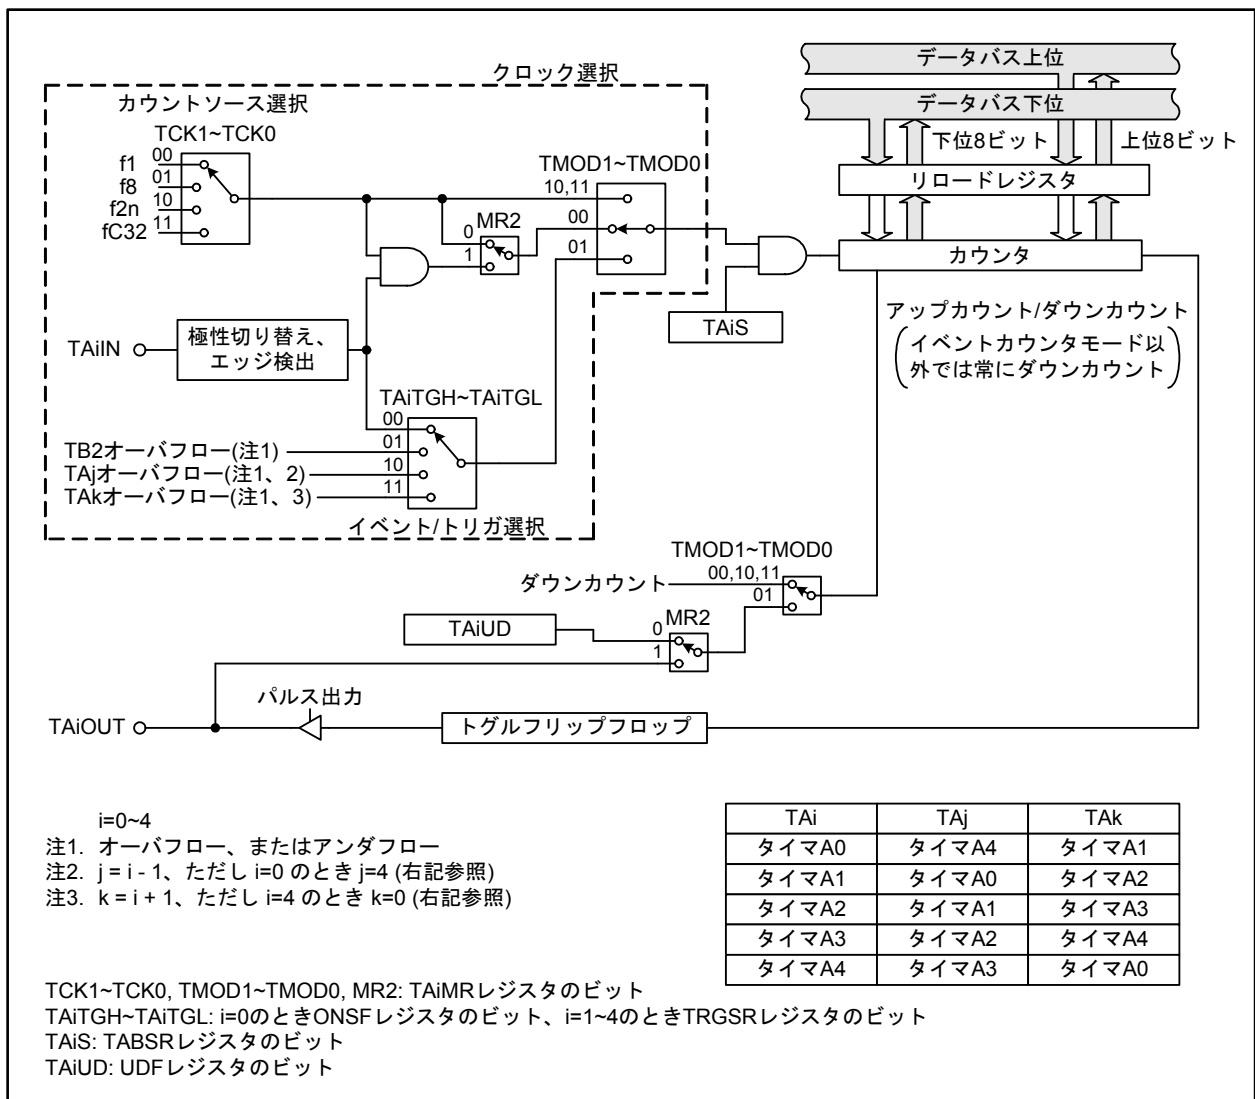 データバス上位
クロック選択
データバス下位
カウントソース選択
TCK1~TCK0
下位8ビット
上位8ビット
TMOD1~TMOD0
f1 00
f8 01
f2n 10
fC32 11
リロードレジスタ
10,11
MR2
00
0
1
01
カウンタ
TAiIN
極性切り替え、
エッジ検出
TAiS
アップカウント/ダウンカウント
イベントカウンタモード以
外では常にダウンカウント
TAiTGH~TAiTGL
00
TB2オーバフロー(注1) 01
TAjオーバフロー(注1、2) 10
TAkオーバフロー(注1、3) 11
イベント/トリガ選択
TMOD1~TMOD0
ダウンカウント 00,10,11
01
MR2
TAiUD
0
1
パルス出力
TAiOUT
トグルフリップフロップ
i=0~4
注1. オーバフロー、またはアンダフロー
注2. j = i - 1、ただし i=0 のとき j=4 (右記参照)
注3. k = i + 1、ただし i=4 のとき k=0 (右記参照)
TAi TAj TAk
タイマA0 タイマA4 タイマA1
タイマA1 タイマA0 タイマA2
タイマA2 タイマA1 タイマA3
タイマA3 タイマA2 タイマA4
タイマA4 タイマA3 タイマA0
TCK1~TCK0, TMOD1~TMOD0, MR2: TAiMRレジスタのビット
TAiTGH~TAiTGL: i=0のときONSFレジスタのビット、i=1~4のときTRGSRレジスタのビット
TAiS: TABSRレジスタのビット
TAiUD: UDFレジスタのビット